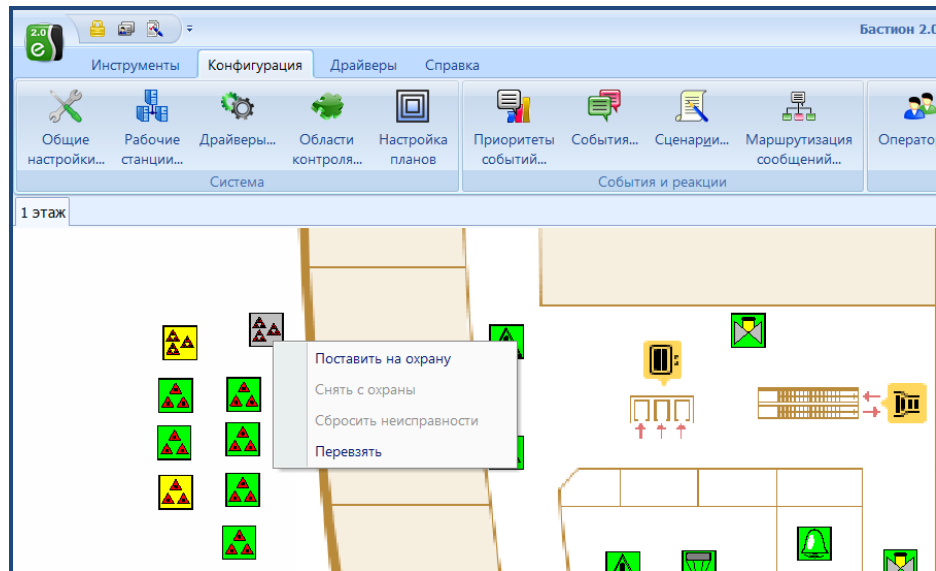 2.0
Бастион 2.0
Инструменты Конфигурация Драйверы Справка
Общие настройки...
Рабочие станции...
Драйверы...
Области контроля...
Настройка планов
Приоритеты событий...
События...
Сценарии...
Маршрутизация сообщений...
Операто
Система
События и реакции
1 этаж
Поставить на охрану
Снять с охраны
Сбросить неисправности
Перевзять